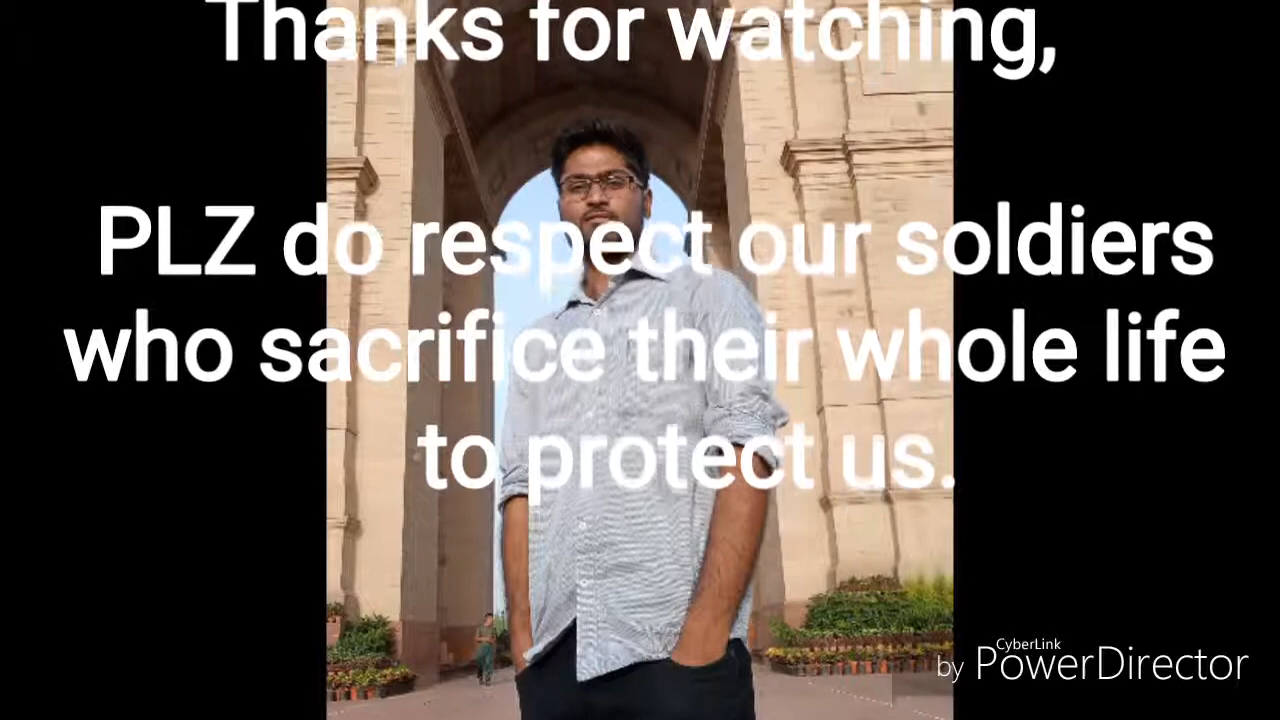 Thanks for watching,
PLZ do respect our soldiers
who sacrifice their whole life
to protect us.
CyberLink
by PowerDirector